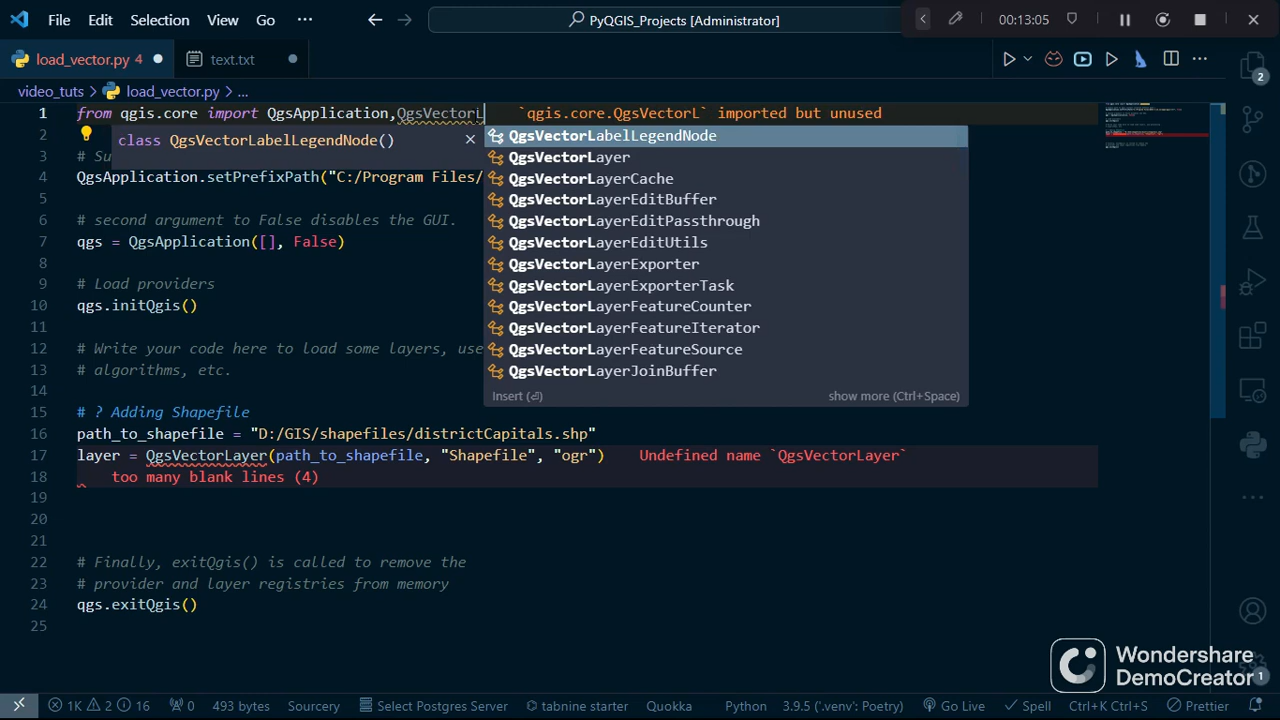 File Edit Selection View Go ··· PyQGIS_Projects [Administrator] 00:13:05
load_vector.py 4 text.txt
video_tuts > load_vector.py > ...
1 from qgis.core import QgsApplication,QgsVectorL `qgis.core.QgsVectorL` imported but unused
2
class QgsVectorLabelLegendNode()
QgsVectorLabelLegendNode
QgsVectorLayer
QgsVectorLayerCache
QgsVectorLayerEditBuffer
QgsVectorLayerEditPassthrough
QgsVectorLayerEditUtils
QgsVectorLayerExporter
QgsVectorLayerExporterTask
QgsVectorLayerFeatureCounter
QgsVectorLayerFeatureIterator
QgsVectorLayerFeatureSource
QgsVectorLayerJoinBuffer
Insert (⏎) show more (Ctrl+Space)
3 # Su
4 QgsApplication.setPrefixPath("C:/Program Files/
5
6 # second argument to False disables the GUI.
7 qgs = QgsApplication([], False)
8
9 # Load providers
10 qgs.initQgis()
11
12 # Write your code here to load some layers, use
13 # algorithms, etc.
14
15 # ? Adding Shapefile
16 path_to_shapefile = "D:/GIS/shapefiles/districtCapitals.shp"
17 layer = QgsVectorLayer(path_to_shapefile, "Shapefile", "ogr") Undefined name `QgsVectorLayer`
18 too many blank lines (4)
19
20
21
22 # Finally, exitQgis() is called to remove the
23 # provider and layer registries from memory
24 qgs.exitQgis()
25
2
1
Wondershare
DemoCreator
1K 2 16 0 493 bytes Sourcery Select Postgres Server tabnine starter Quokka Python 3.9.5 ('.venv': Poetry) Go Live Spell Ctrl+K Ctrl+S Prettier